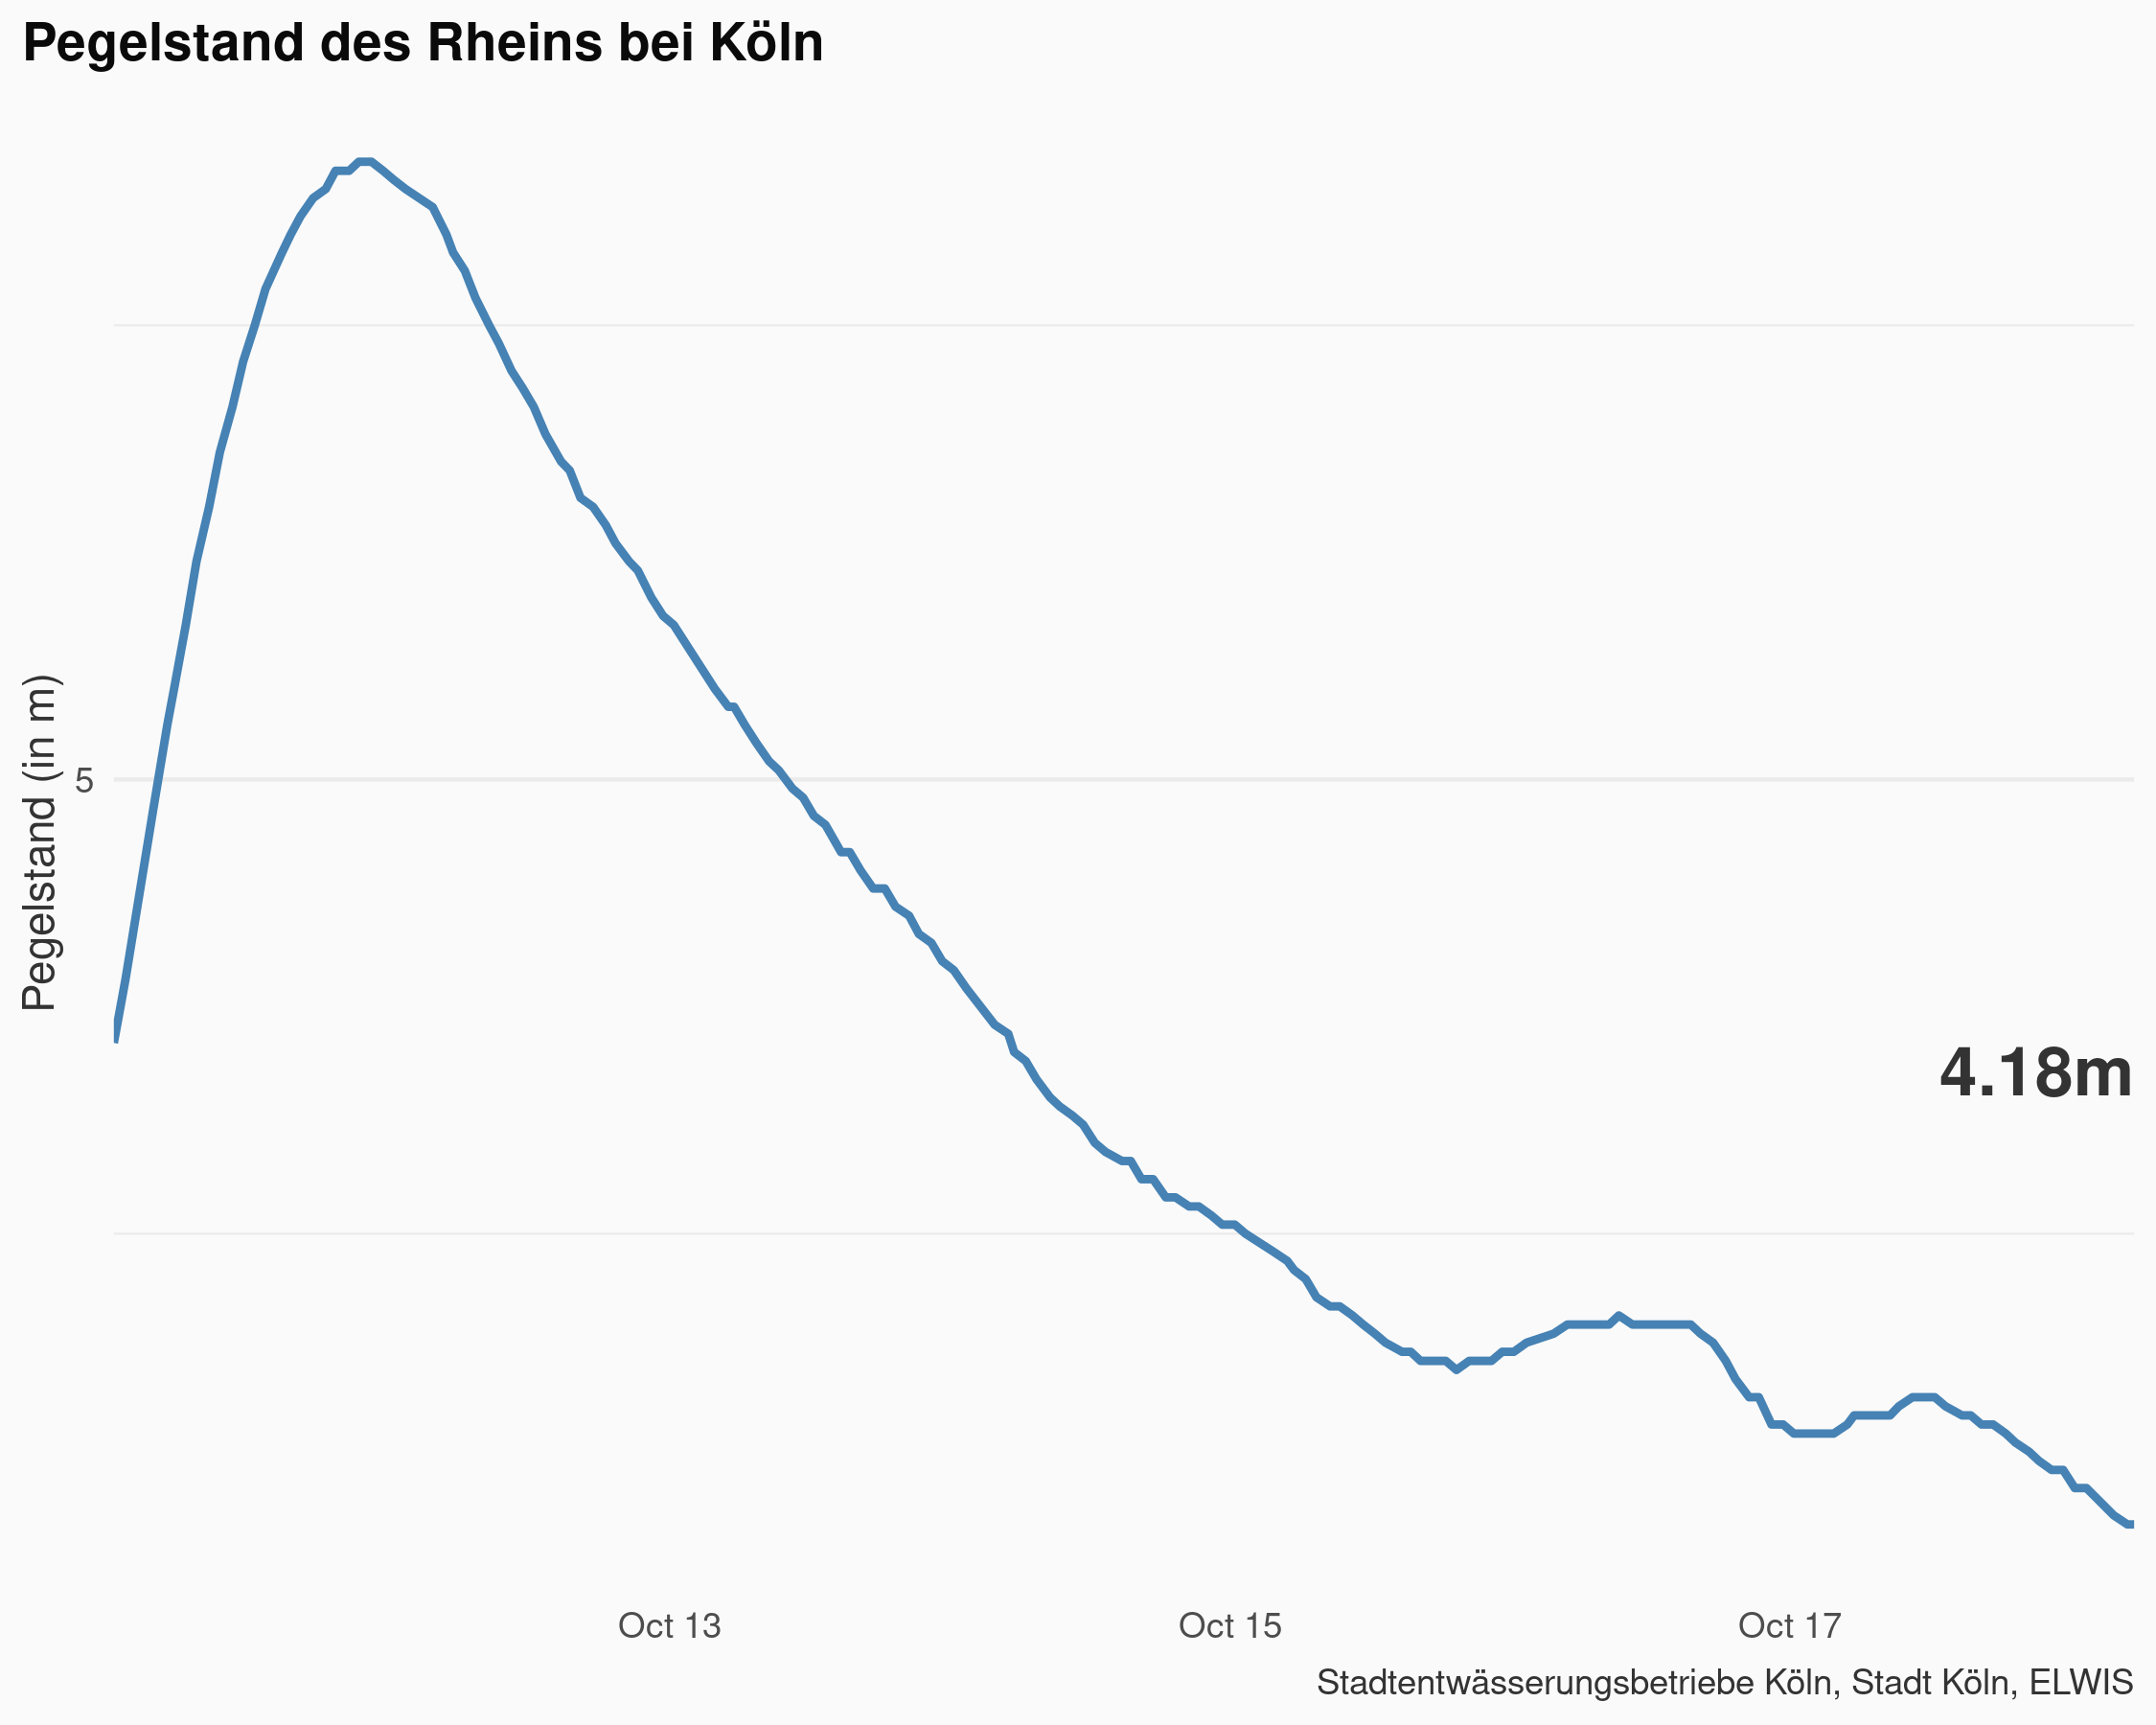 Pegelstand des Rheins bei Köln
Pegelstand (in m)
5
4.18m
Oct 13
Oct 15
Oct 17
Stadtentwässerungsbetriebe Köln, Stadt Köln, ELWIS